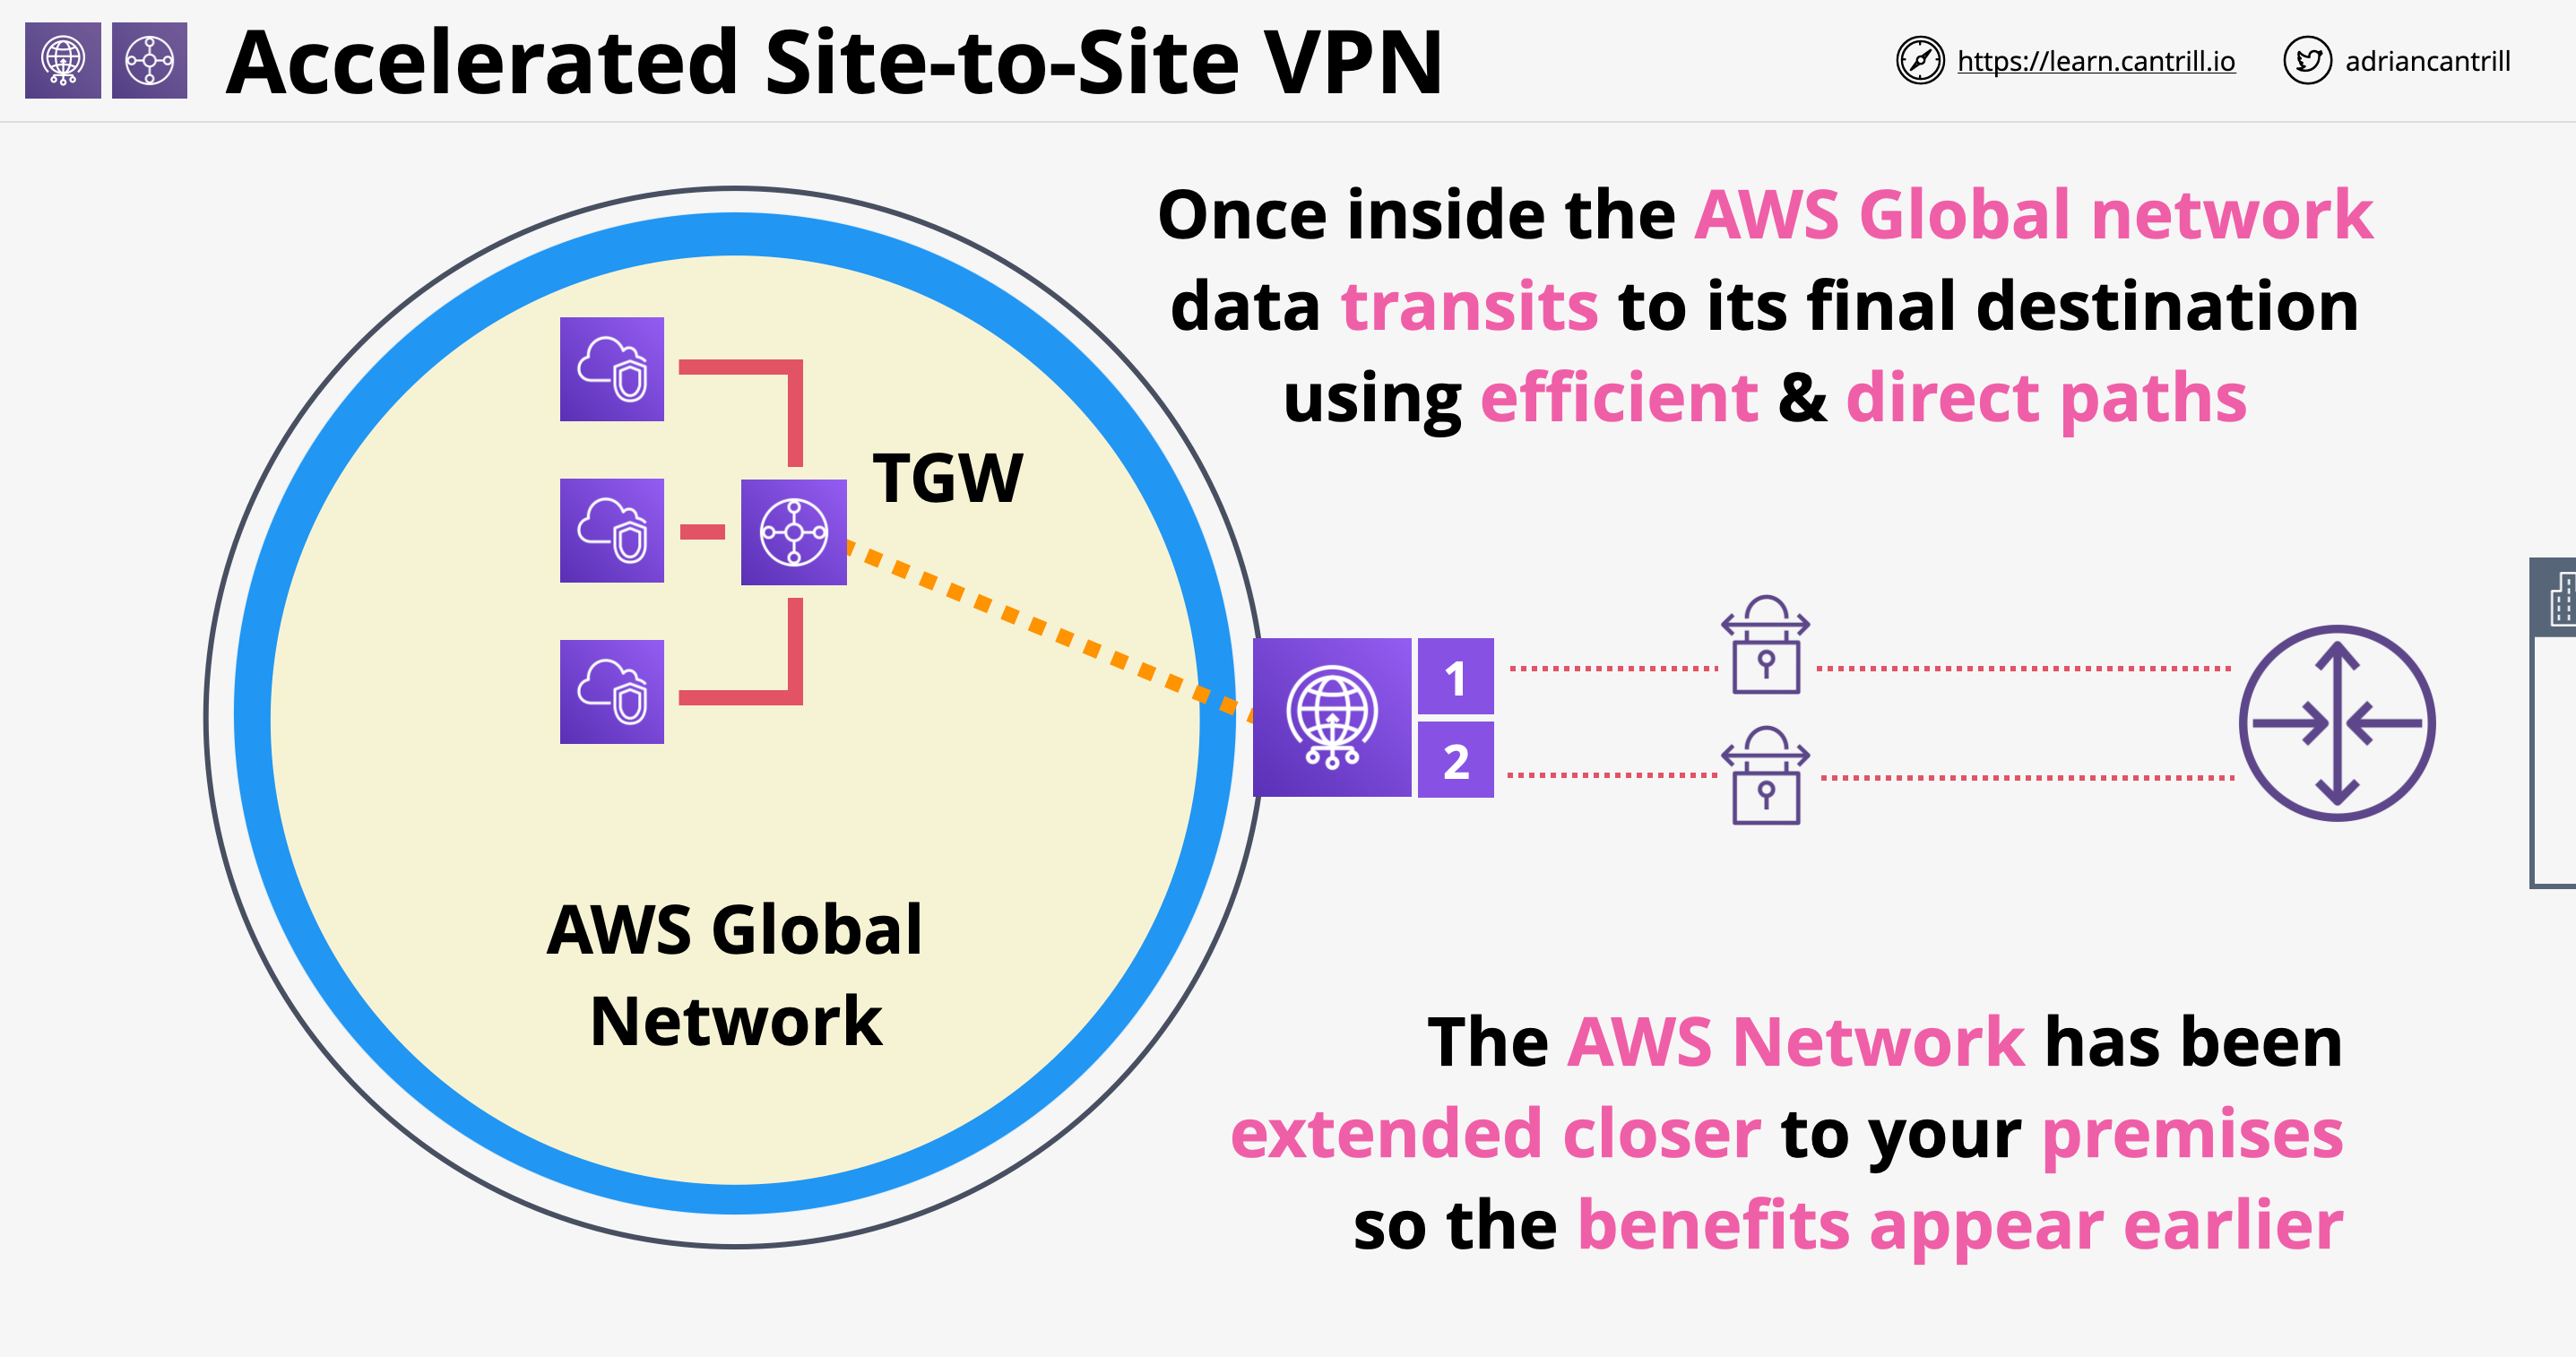 Accelerated Site-to-Site VPN
https://learn.cantrill.io
adriancantrill
Once inside the AWS Global network
data transits to its final destination
using efficient & direct paths
TGW
1
2
AWS Global
Network
The AWS Network has been
extended closer to your premises
so the benefits appear earlier